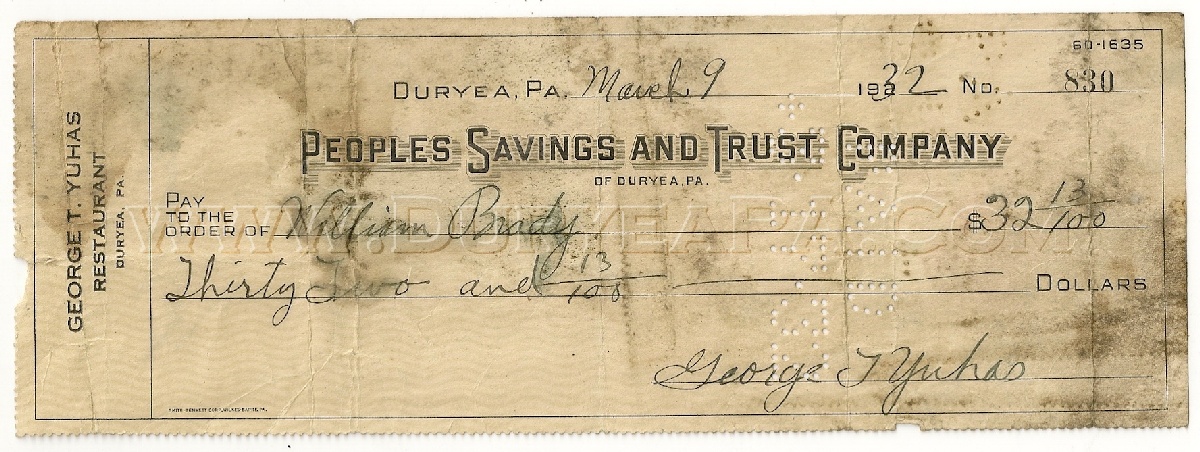 60-1635
DURYEA, PA. March 9 1932 No. 830
PEOPLES SAVINGS AND TRUST COMPANY
OF DURYEA, PA.
PAY
TO THE
ORDER OF William Brady $32 13/100
Thirty Two and 13/100 DOLLARS
George T Yuhas
GEORGE T. YUHAS
RESTAURANT
DURYEA, PA.
WWW.DURYEAPA.COM